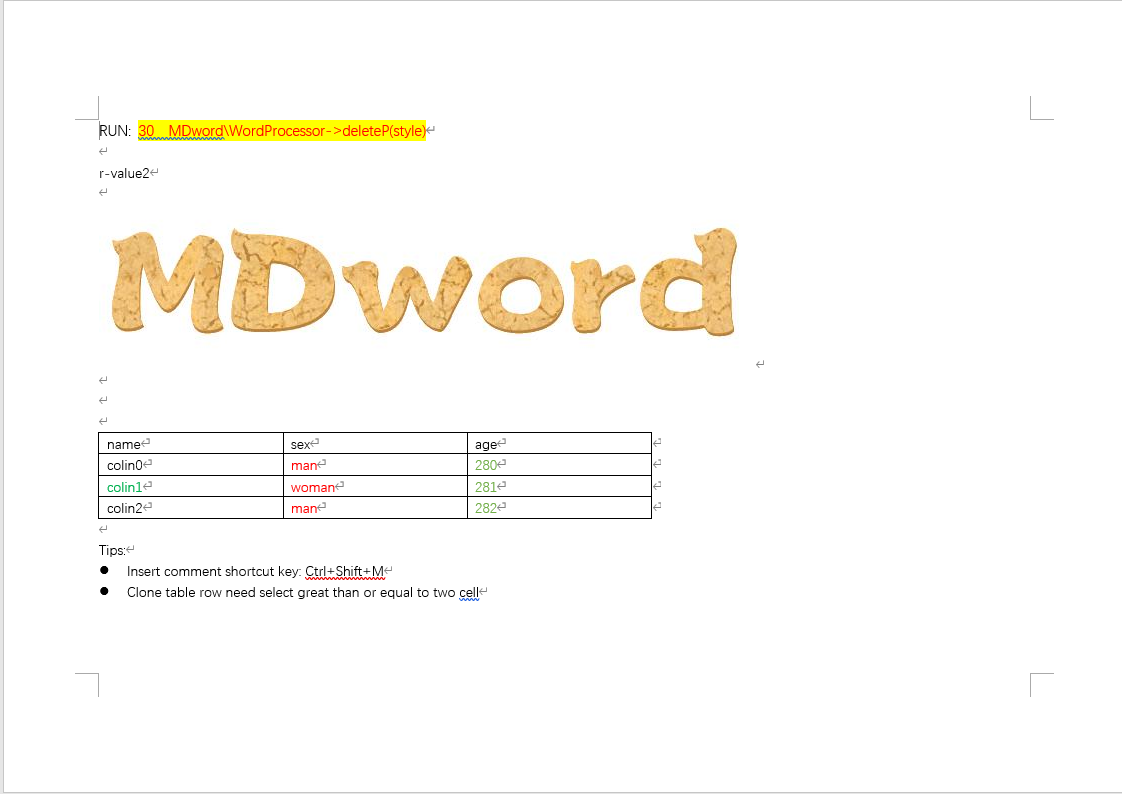 RUN: 30 MDword\WordProcessor->deleteP(style)
r-value2
MDword
name sex age
colin0 man 280
colin1 woman 281
colin2 man 282
Tips:
● Insert comment shortcut key: Ctrl+Shift+M
● Clone table row need select great than or equal to two cell